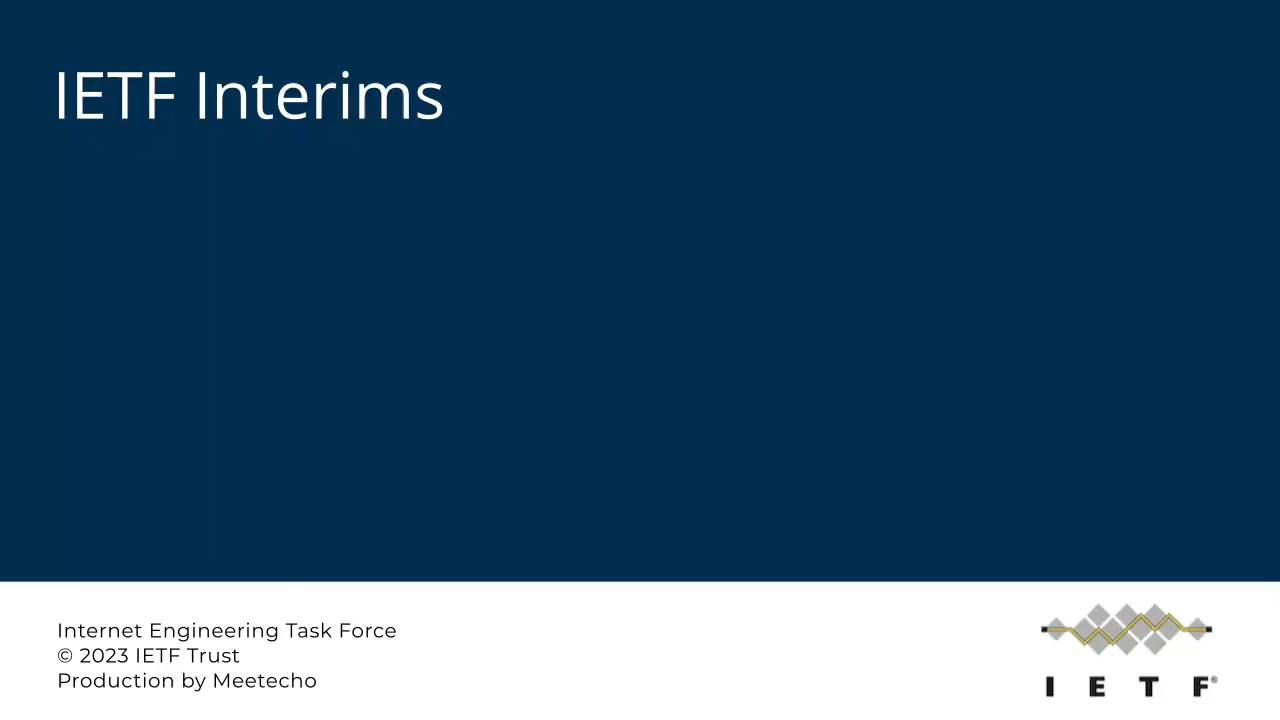 IETF Interims
Internet Engineering Task Force
© 2023 IETF Trust
Production by Meetecho
I E T F®